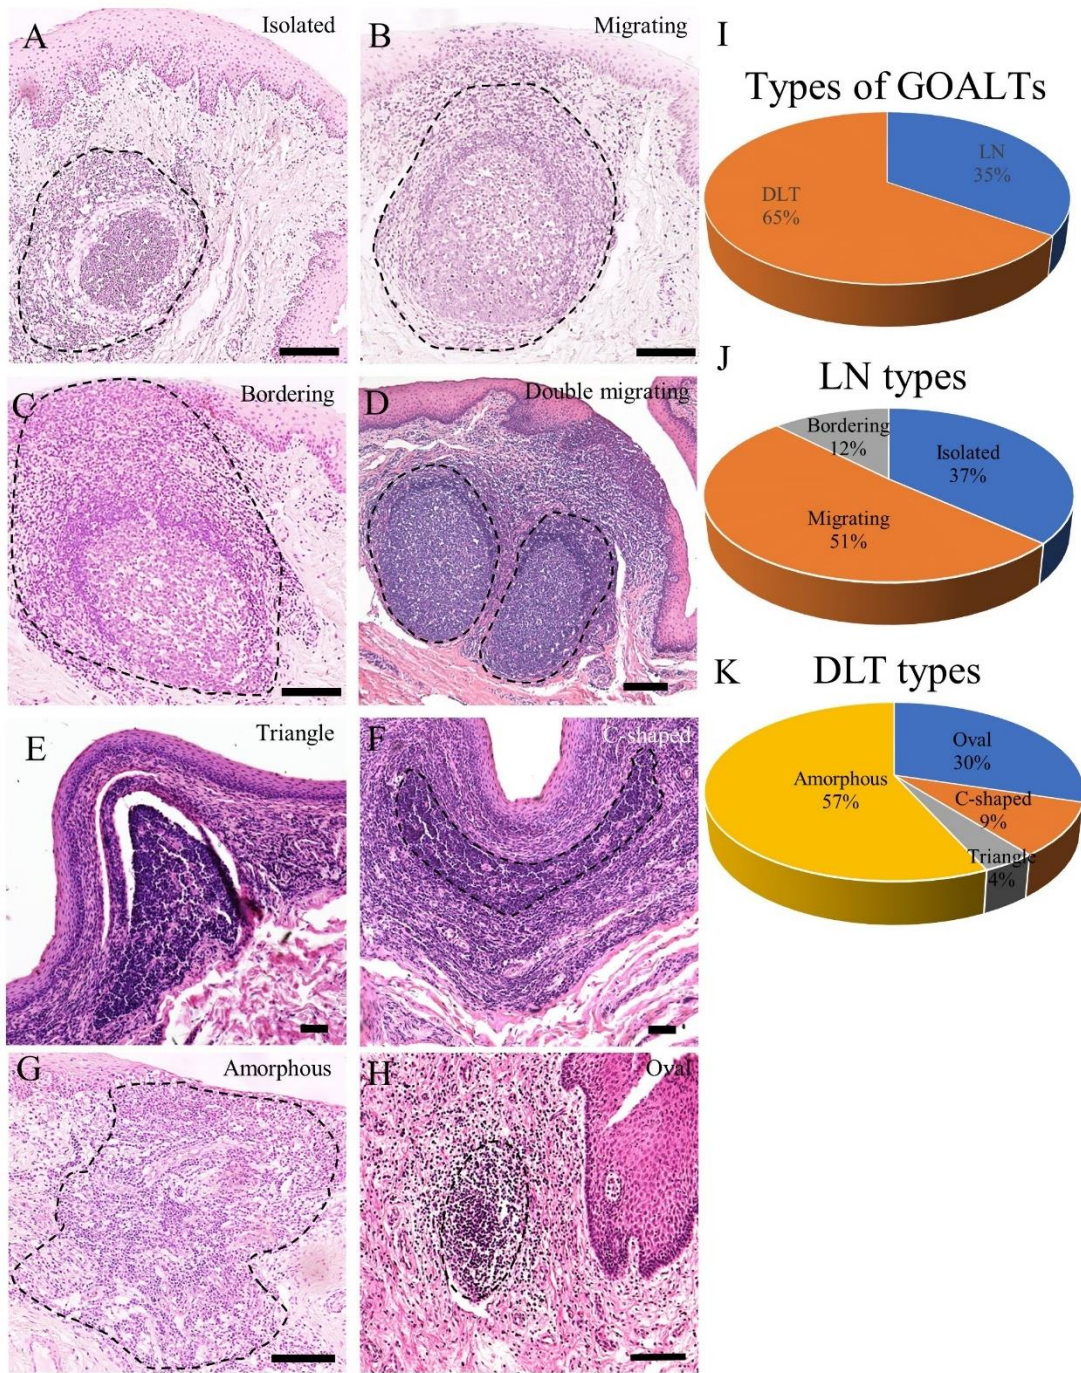 A
Isolated
B
Migrating
C
Bordering
D
Double migrating
E
Triangle
F
C-shaped
G
Amorphous
H
Oval
I
Types of GOALTs
LN
35%
DLT
65%
J
LN types
Bordering
12%
Isolated
37%
Migrating
51%
K
DLT types
Oval
30%
Amorphous
57%
C-shaped
9%
Triangle
4%